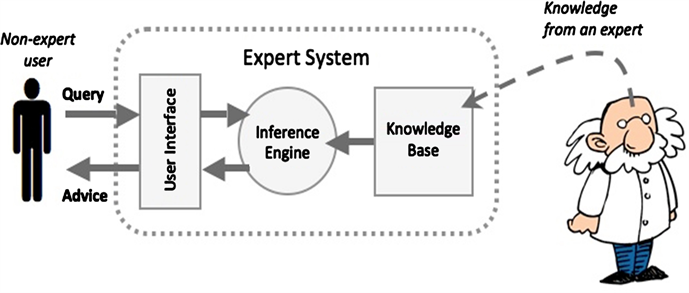 Non-expert
user
Query
Advice
Expert System
User Interface
Inference
Engine
Knowledge
Base
Knowledge
from an expert